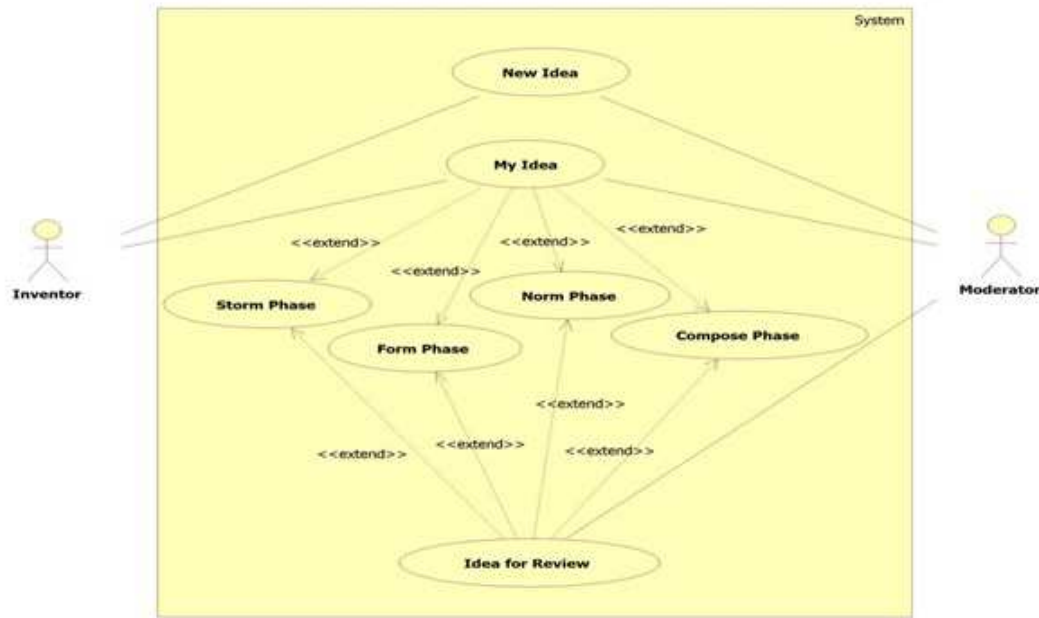 System
New Idea
My Idea
<<extend>>
<<extend>>
<<extend>>
<<extend>>
Inventor
Moderator
Storm Phase
Norm Phase
Form Phase
Compose Phase
<<extend>>
<<extend>>
<<extend>>
<<extend>>
Idea for Review